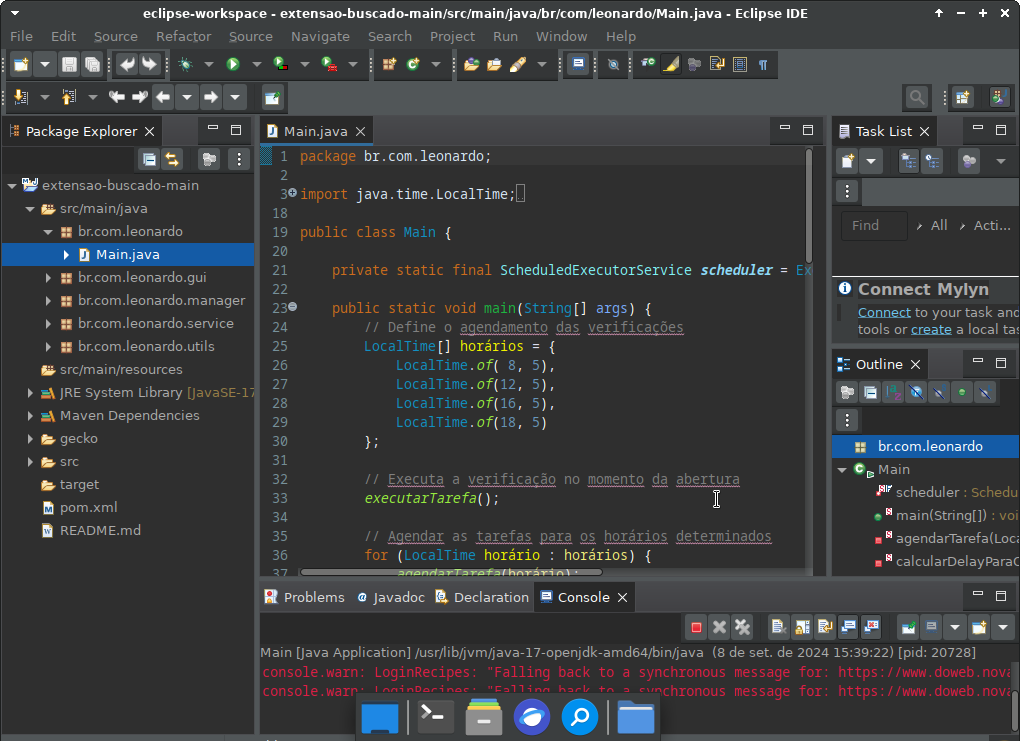 eclipse-workspace - extensao-buscado-main/src/main/java/br/com/leonardo/Main.java - Eclipse IDE
File Edit Source Refactor Source Navigate Search Project Run Window Help
Package Explorer
extensao-buscado-main
src/main/java
br.com.leonardo
Main.java
br.com.leonardo.gui
br.com.leonardo.manager
br.com.leonardo.service
br.com.leonardo.utils
src/main/resources
JRE System Library [JavaSE-17
Maven Dependencies
gecko
src
target
pom.xml
README.md
Main.java
1 package br.com.leonardo;
2
3 import java.time.LocalTime;
18
19 public class Main {
20
21 private static final ScheduledExecutorService scheduler = Ex
22
23 public static void main(String[] args) {
24 // Define o agendamento das verificações
25 LocalTime[] horários = {
26 LocalTime.of( 8, 5),
27 LocalTime.of(12, 5),
28 LocalTime.of(16, 5),
29 LocalTime.of(18, 5)
30 };
31
32 // Executa a verificação no momento da abertura
33 executarTarefa();
34
35 // Agendar as tarefas para os horários determinados
36 for (LocalTime horário : horários) {
37 agendarTarefa(horário);
Task List
Find All Acti...
Connect Mylyn
Connect to your task and
tools or create a local tas
Outline
br.com.leonardo
Main
scheduler : Schedu
main(String[]) : voi
agendarTarefa(Loca
calcularDelayParaC
Problems Javadoc Declaration Console
Main [Java Application] /usr/lib/jvm/java-17-openjdk-amd64/bin/java (8 de set. de 2024 15:39:22) [pid: 20728]
console.warn: LoginRecipes: "Falling back to a synchronous message for: https://www.doweb.nova
console.warn: LoginRecipes: "Falling back to a synchronous message for: https://www.doweb.nova